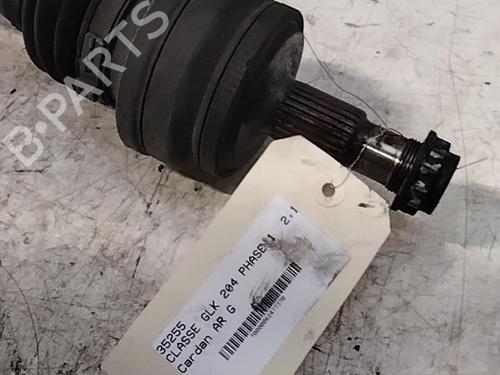 B-PARTS
35255
CLASSE GLK 204 PHASE 1 2.1
Cardan AR G